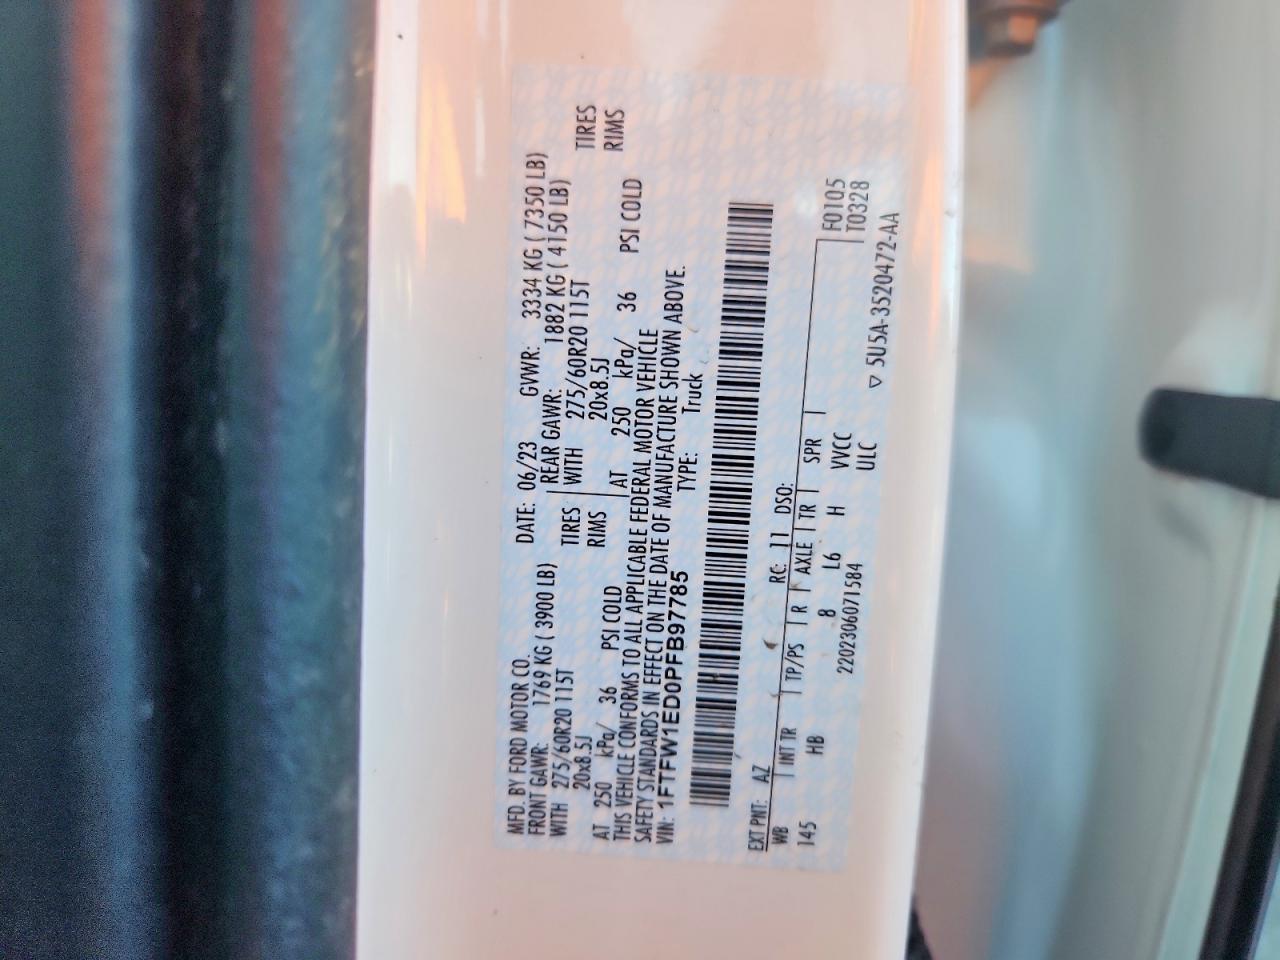 MFD. BY FORD MOTOR CO. DATE: 06/23 GVWR: 3334 KG ( 7350 LB)
FRONT GAWR: 1769 KG ( 3900 LB) REAR GAWR: 1882 KG ( 4150 LB)
WITH 275/60R20 115T TIRES WITH 275/60R20 115T TIRES
20x8.5J RIMS 20x8.5J RIMS
AT 250 kPa/ 36 PSI COLD AT 250 kPa/ 36 PSI COLD
THIS VEHICLE CONFORMS TO ALL APPLICABLE FEDERAL MOTOR VEHICLE
SAFETY STANDARDS IN EFFECT ON THE DATE OF MANUFACTURE SHOWN ABOVE.
VIN: 1FTFW1ED0PFB97785 TYPE: Truck
EXT PNT: AZ RC: 11 DSO:
WB INT TR TP/PS R AXLE TR SPR F0105
145 HB 8 L6 H VVCC T0328
2202306071584 ULC
▽ 5U5A-3520472-AA